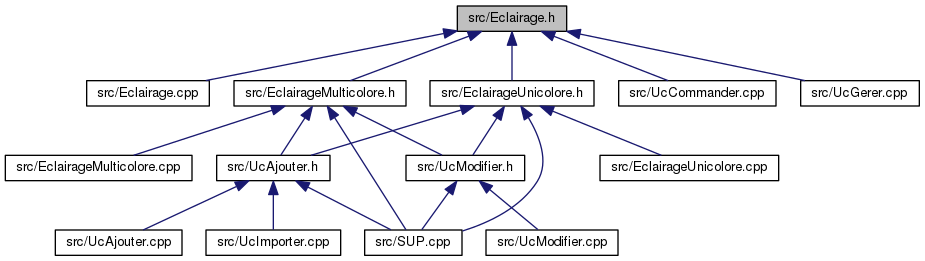 src/Eclairage.h
src/Eclairage.cpp
src/EclairageMulticolore.h
src/EclairageUnicolore.h
src/UcCommander.cpp
src/UcGerer.cpp
src/EclairageMulticolore.cpp
src/UcAjouter.h
src/UcModifier.h
src/EclairageUnicolore.cpp
src/UcAjouter.cpp
src/UcImporter.cpp
src/SUP.cpp
src/UcModifier.cpp